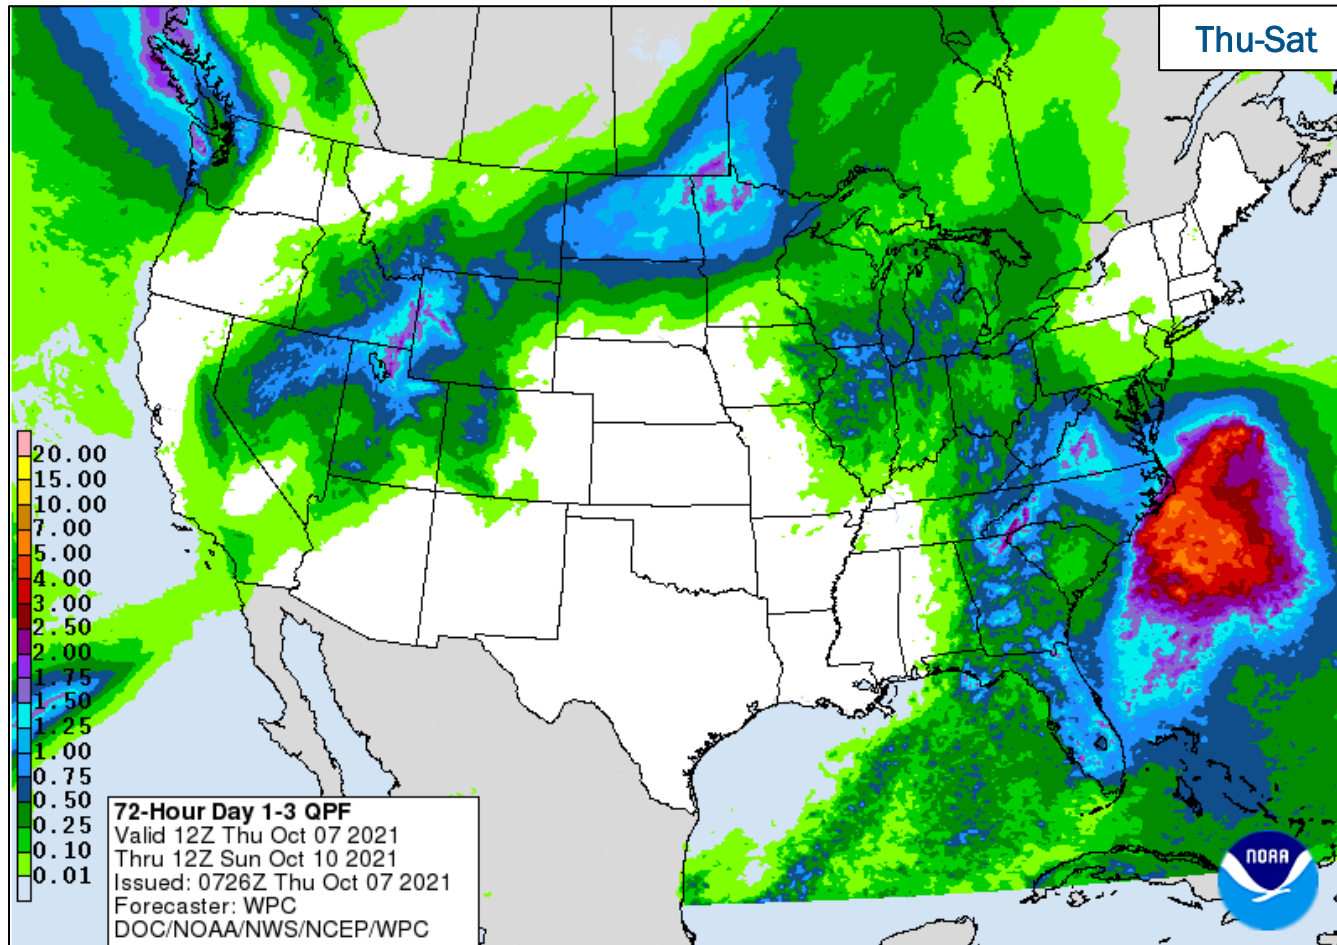 Thu-Sat
20.00
15.00
10.00
7.00
5.00
4.00
3.00
2.50
2.00
1.75
1.50
1.25
1.00
0.75
0.50
0.25
0.10
0.01
72-Hour Day 1-3 QPF
Valid 12Z Thu Oct 07 2021
Thru 12Z Sun Oct 10 2021
Issued: 0726Z Thu Oct 07 2021
Forecaster: WPC
DOC/NOAA/NWS/NCEP/WPC
NOAA